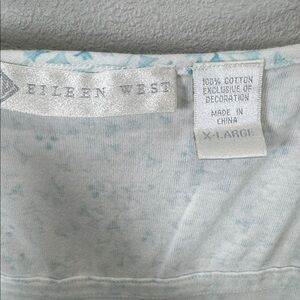 EILEEN WEST
100% COTTON
EXCLUSIVE OF
DECORATION
MADE IN
CHINA
X-LARGE